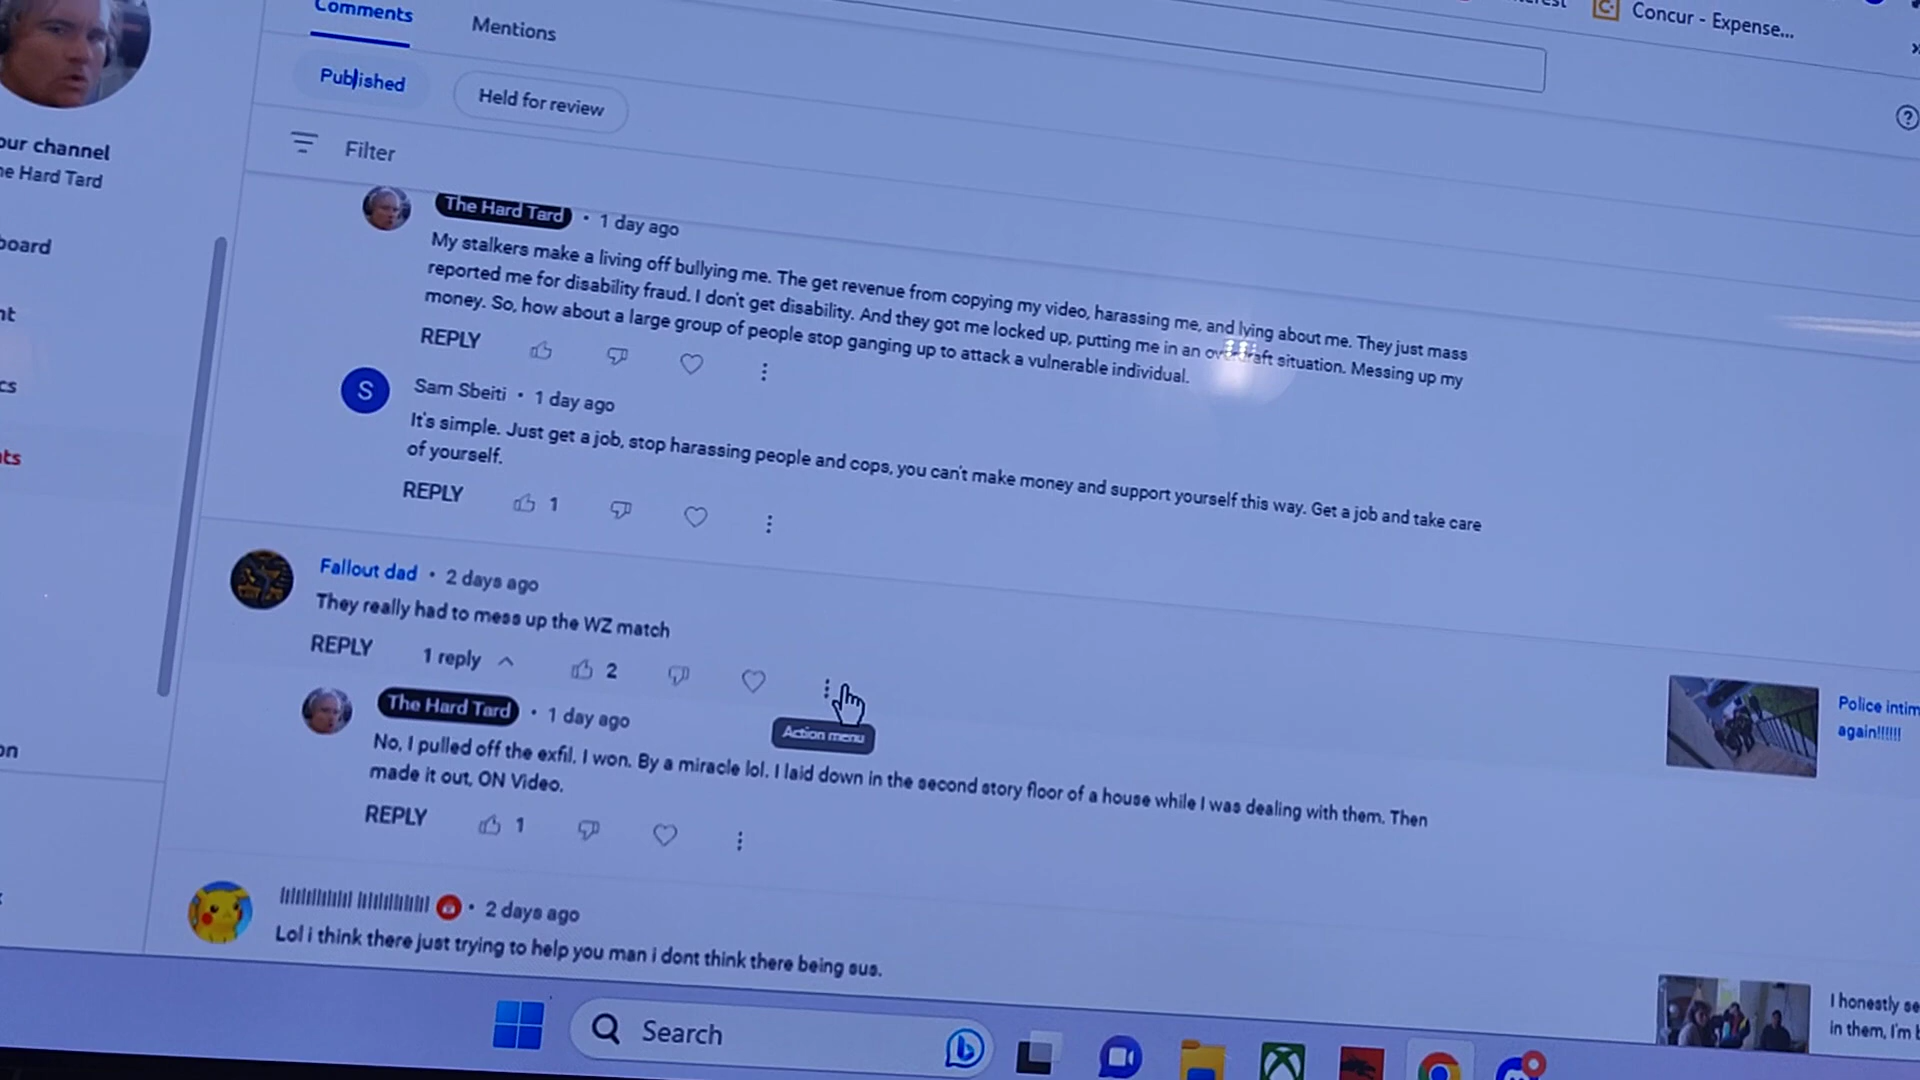 Concur - Expense...
Comments
Mentions
Published
Held for review
our channel
Filter
Hard Tard
The Hard Tard • 1 day ago
My stalkers make a living off bullying me. The get revenue from copying my video, harassing me, and lying about me. They just mass
reported me for disability fraud. I don't get disability. And they got me locked up, putting me in an overdraft situation. Messing up my
money. So, how about a large group of people stop ganging up to attack a vulnerable individual.
REPLY
S
Sam Sbeiti • 1 day ago
It's simple. Just get a job, stop harassing people and cops, you can't make money and support yourself this way. Get a job and take care
of yourself.
REPLY
1
Fallout dad • 2 days ago
They really had to mess up the WZ match
REPLY
1 reply
2
Action menu
Police intim
again!!!!!!
The Hard Tard • 1 day ago
No, I pulled off the exfil, I won. By a miracle lol. I laid down in the second story floor of a house while I was dealing with them. Then
made it out, ON Video.
REPLY
1
2 days ago
Lol i think there just trying to help you man i dont think there being sus.
I honestly se
in them, I'm b
Search